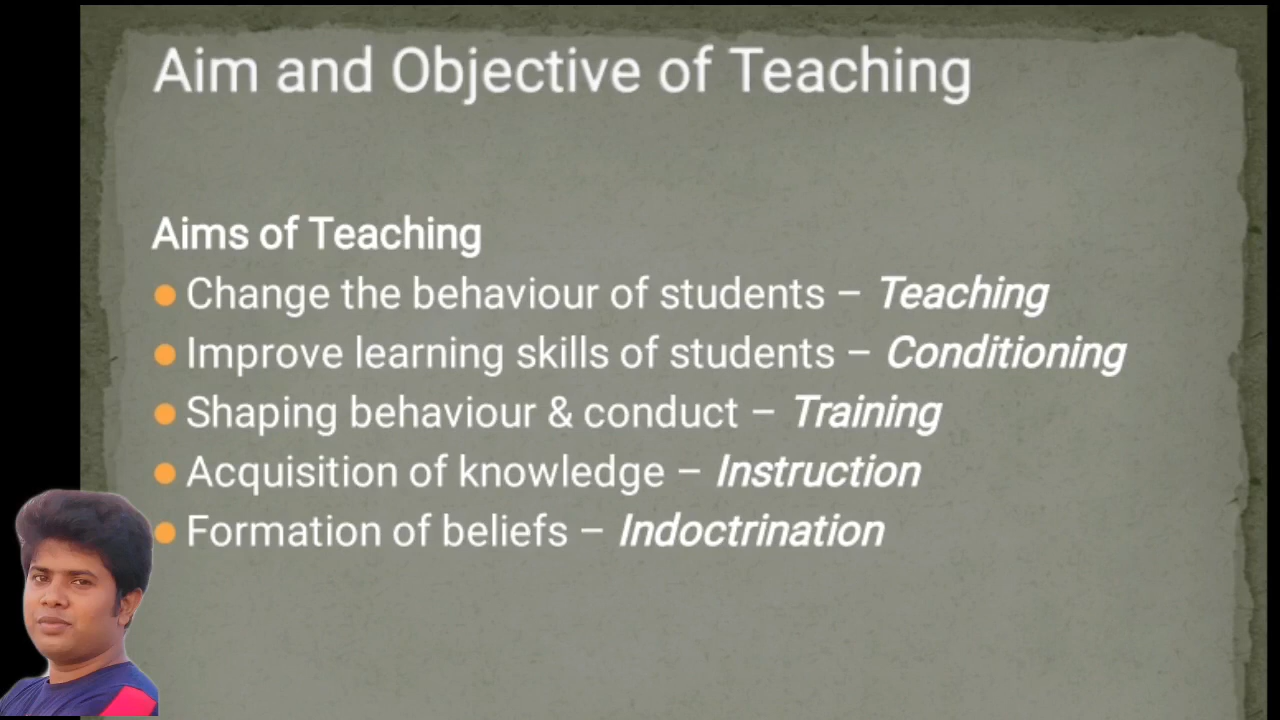 Aim and Objective of Teaching
Aims of Teaching
● Change the behaviour of students – Teaching
● Improve learning skills of students – Conditioning
● Shaping behaviour & conduct – Training
● Acquisition of knowledge – Instruction
● Formation of beliefs – Indoctrination